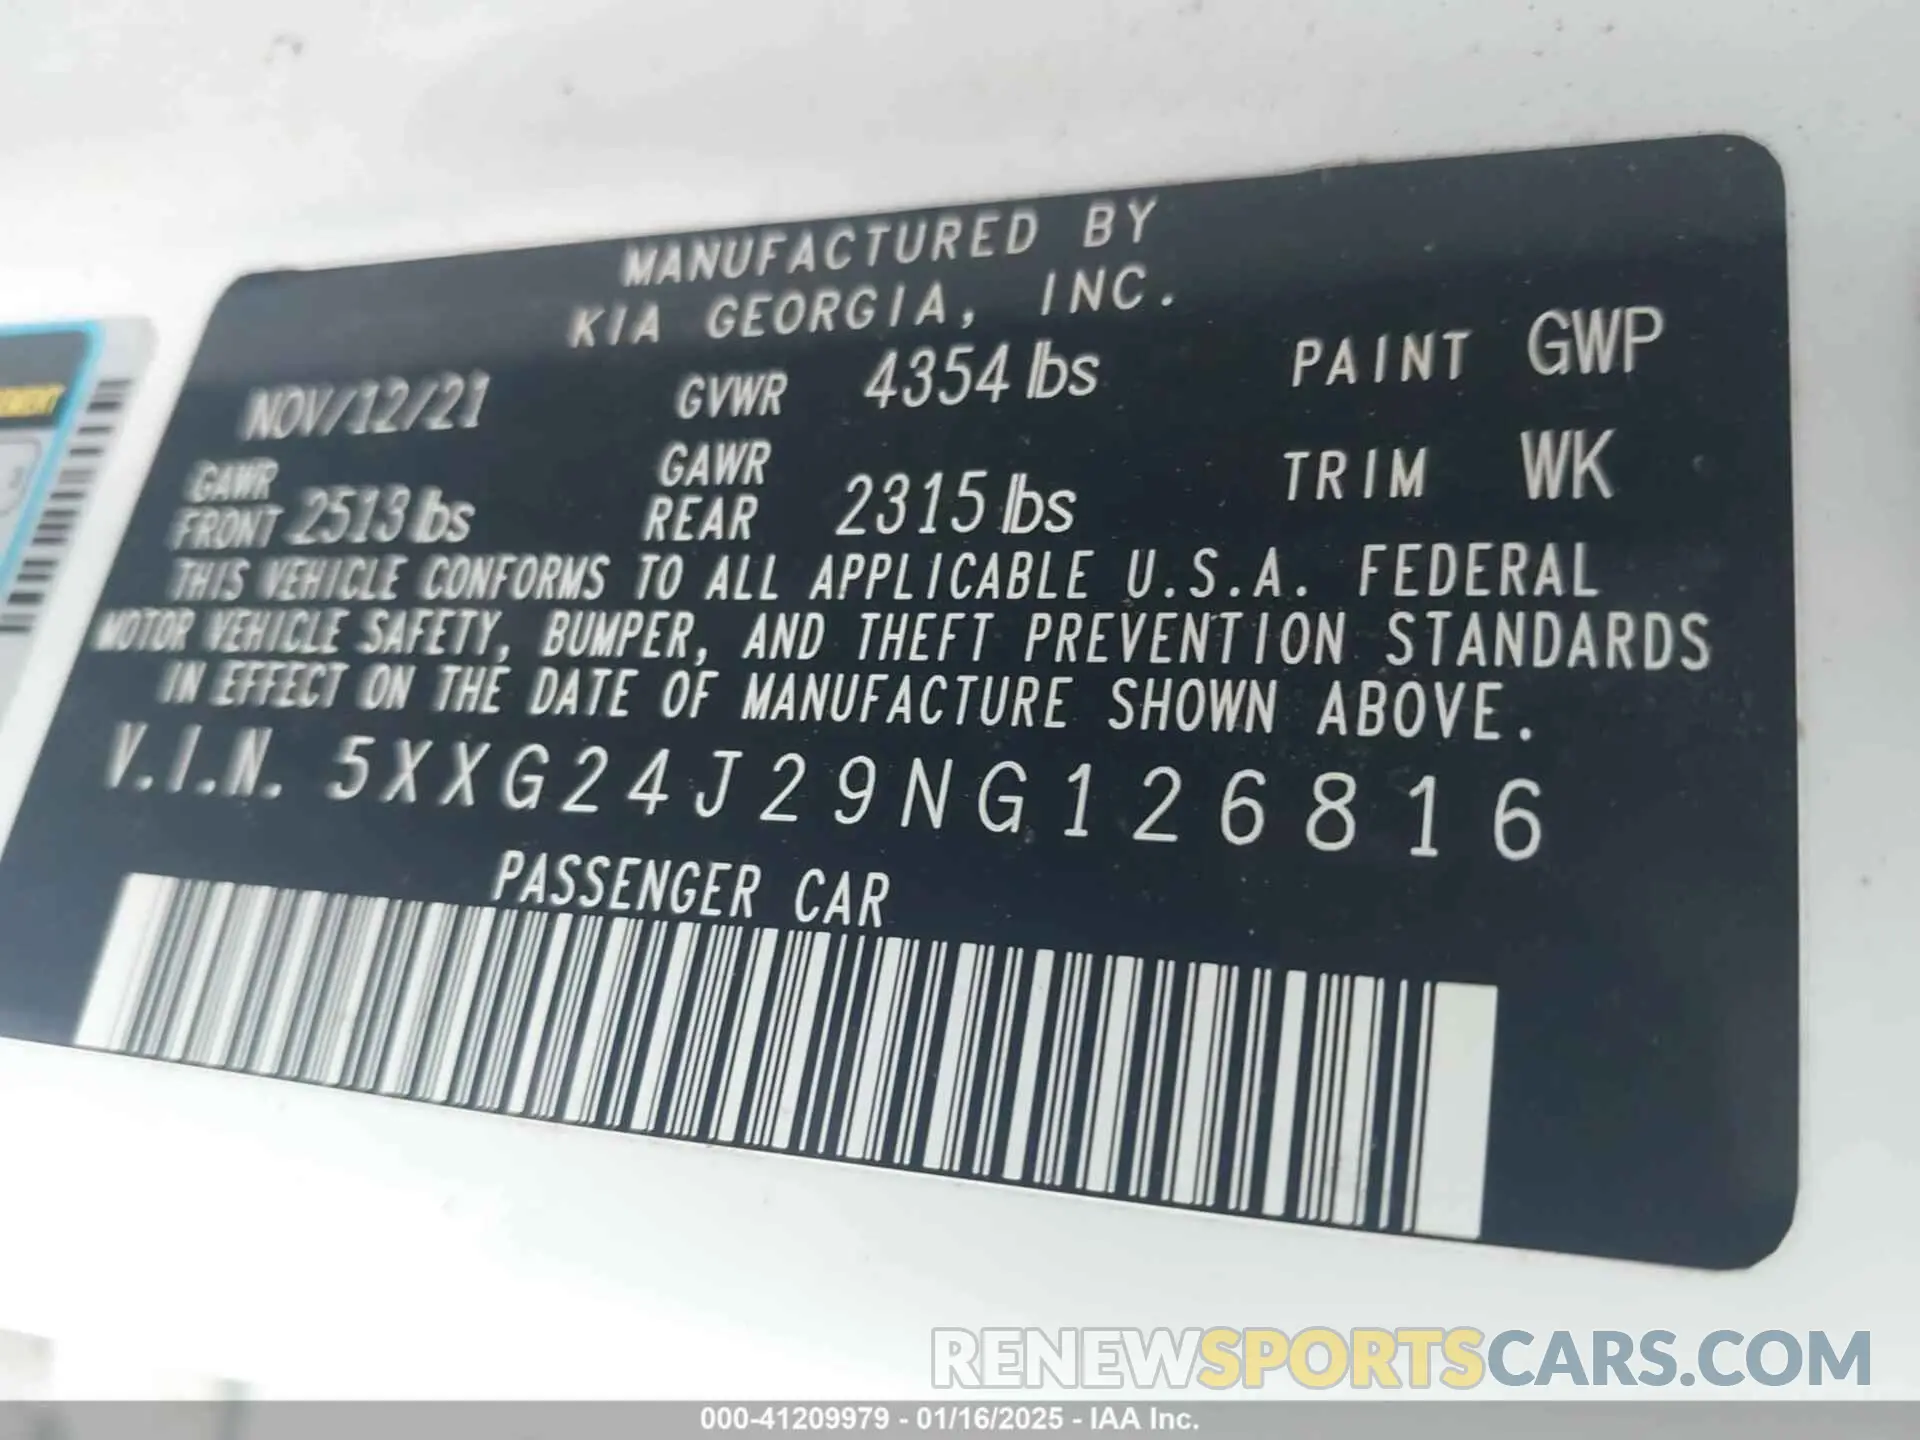 MANUFACTURED BY
KIA GEORGIA, INC.
NOV/12/21 GVWR 4354 lbs PAINT GWP
GAWR FRONT 2513 lbs GAWR REAR 2315 lbs TRIM WK
THIS VEHICLE CONFORMS TO ALL APPLICABLE U.S.A. FEDERAL
MOTOR VEHICLE SAFETY, BUMPER, AND THEFT PREVENTION STANDARDS
IN EFFECT ON THE DATE OF MANUFACTURE SHOWN ABOVE.
V.I.N. 5XXG24J29NG126816
PASSENGER CAR
RENEWSPORTSCARS.COM
000-41209979 - 01/16/2025 - IAA Inc.